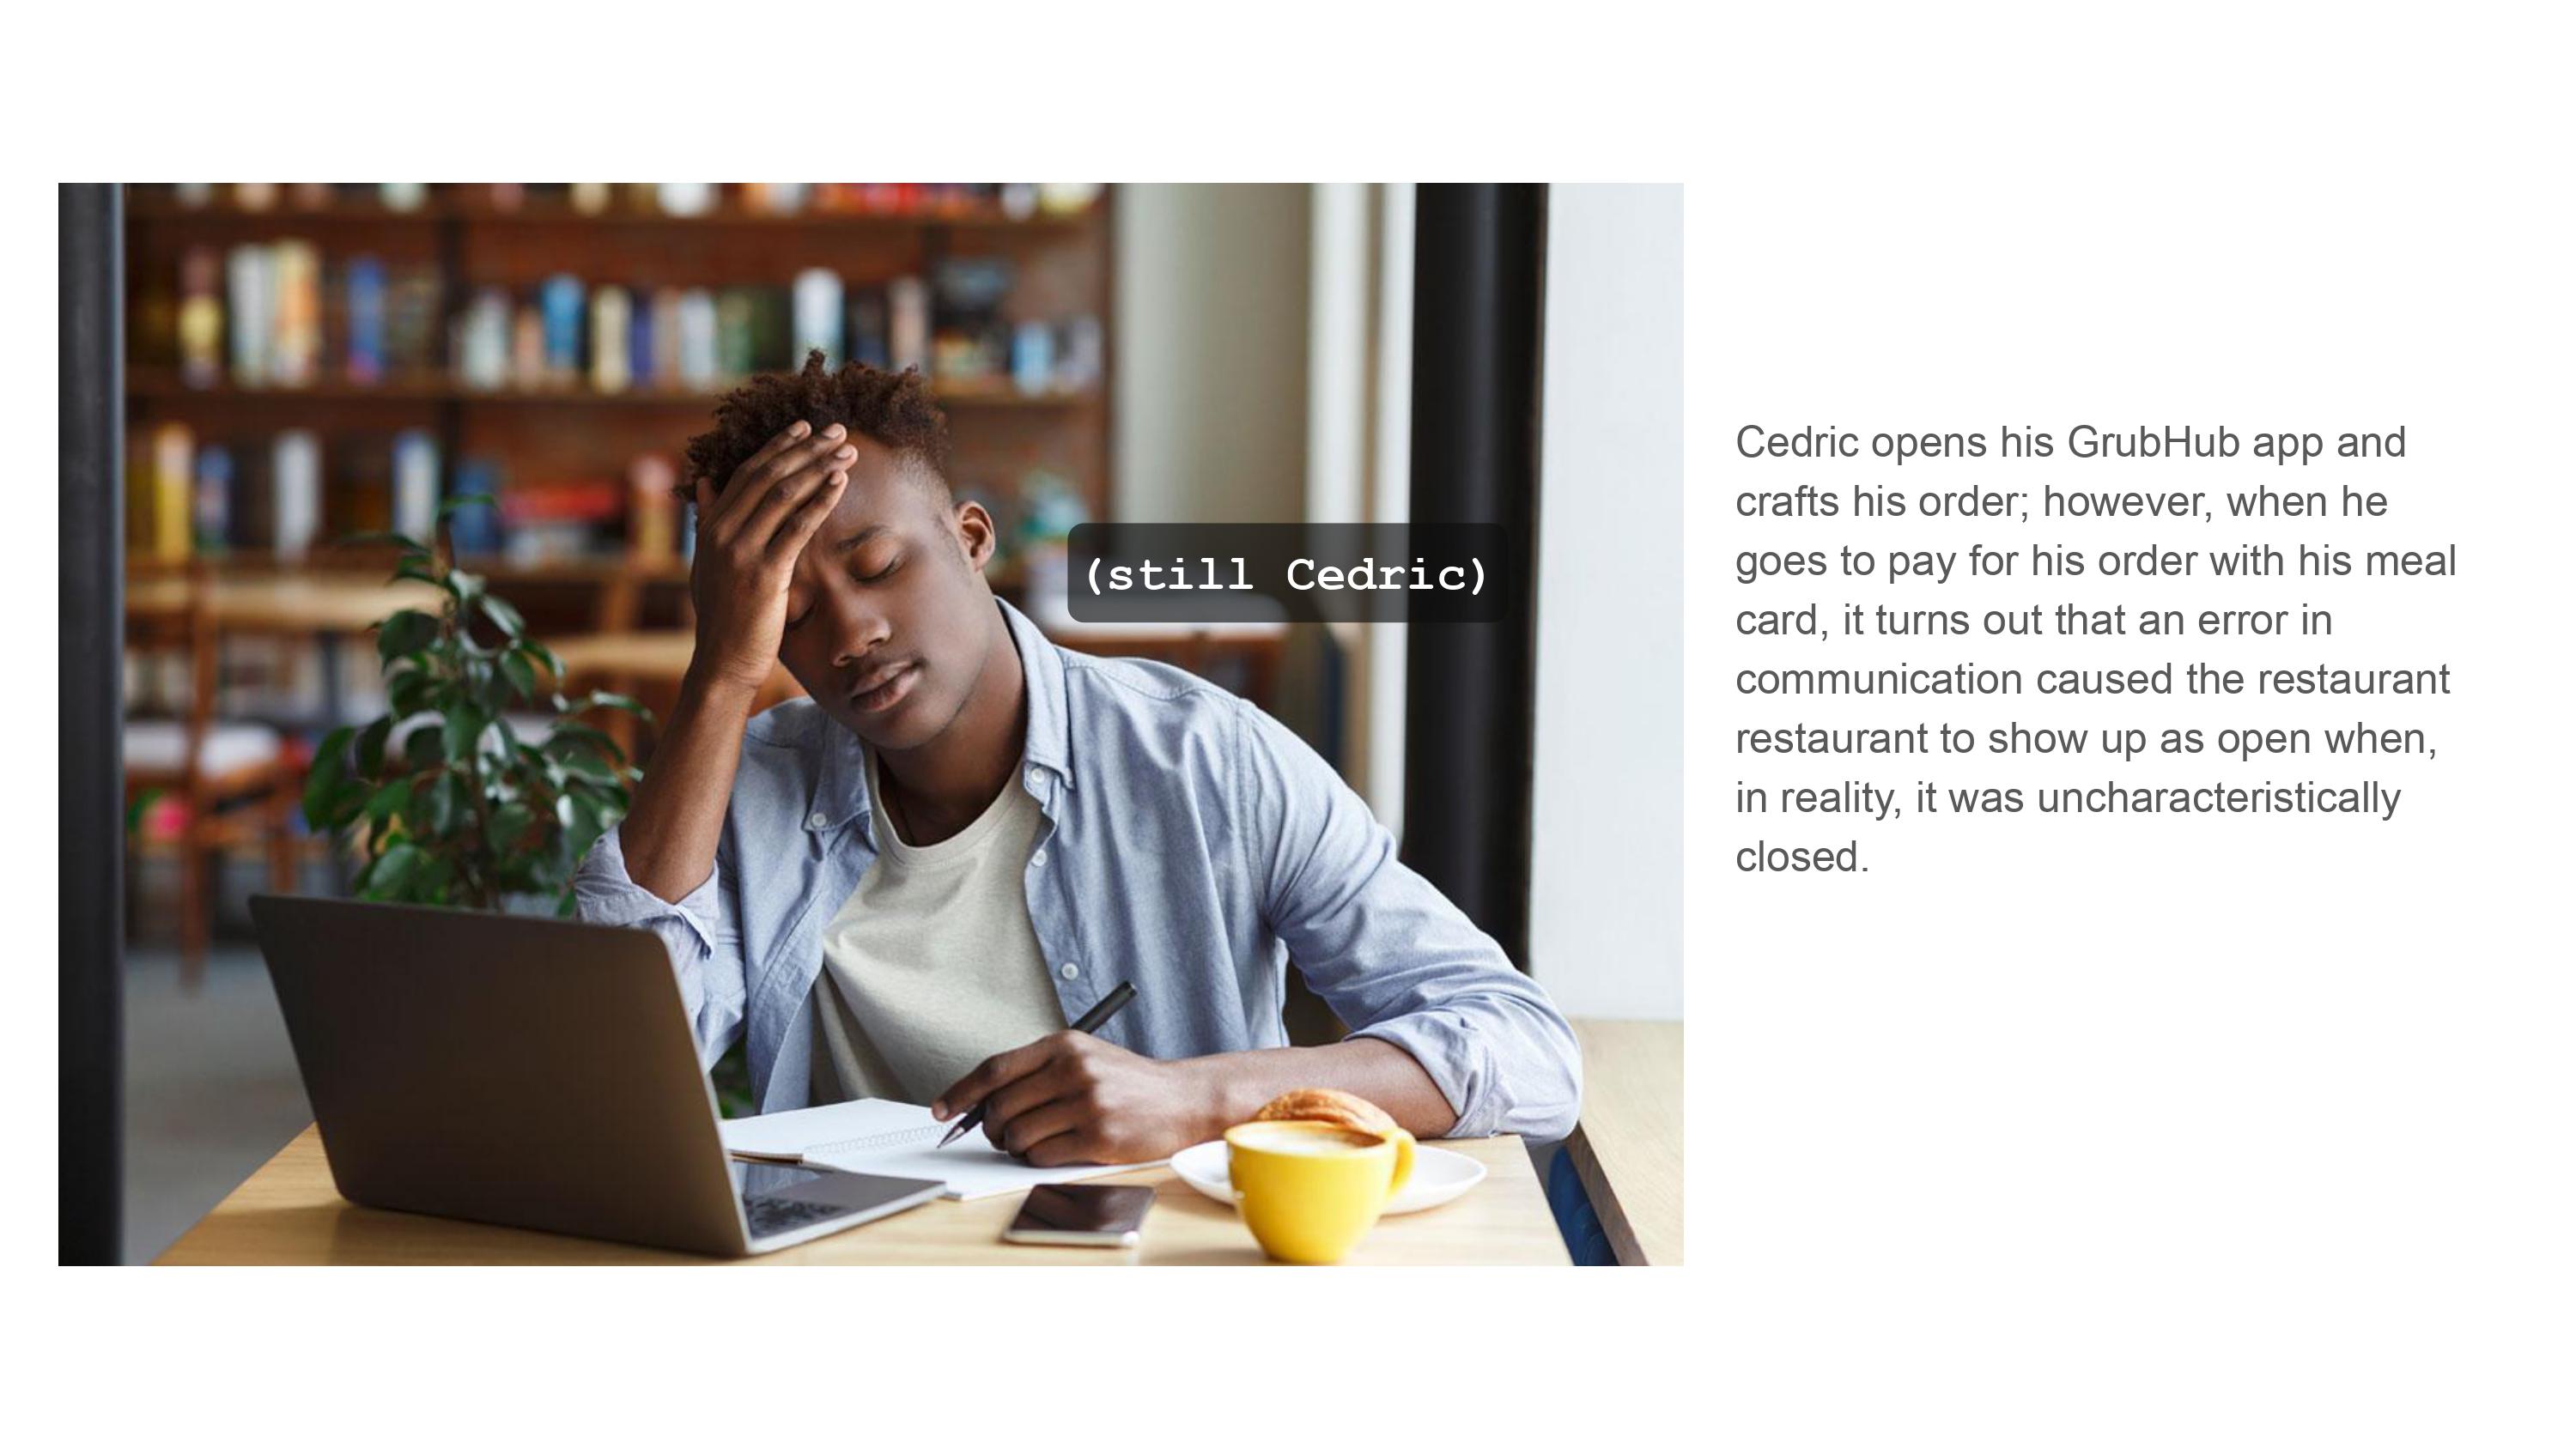 (still Cedric)
Cedric opens his GrubHub app and
crafts his order; however, when he
goes to pay for his order with his meal
card, it turns out that an error in
communication caused the restaurant
restaurant to show up as open when,
in reality, it was uncharacteristically
closed.